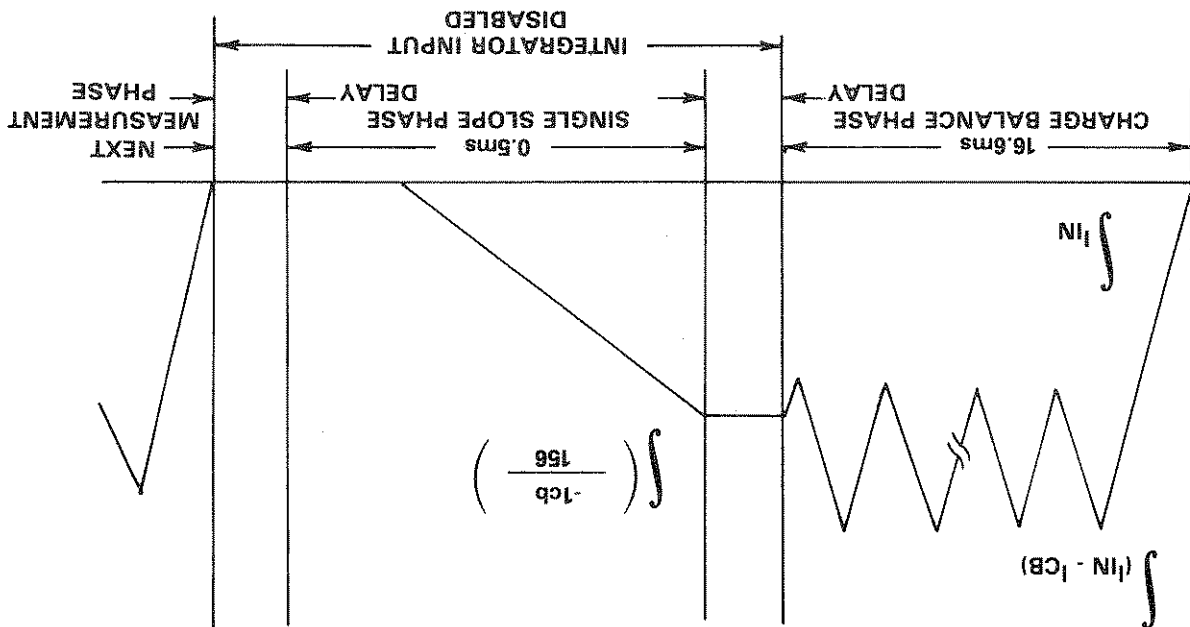 ∫ (I_IN - I_CB)
∫ ( -1cb / 156 )
∫ I_IN
16.6ms
CHARGE BALANCE PHASE
DELAY
0.5ms
SINGLE SLOPE PHASE
DELAY
NEXT
MEASUREMENT
PHASE
INTEGRATOR INPUT
DISABLED